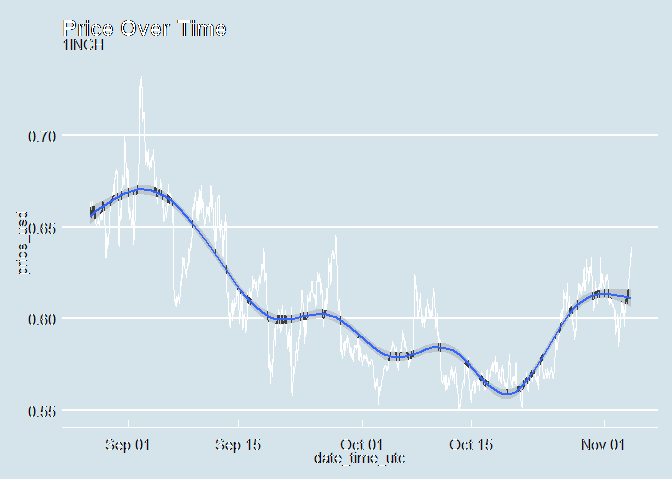 Price Over Time
1INCH
0.70
0.65
0.60
0.55
price_usd
Sep 01
Sep 15
Oct 01
Oct 15
Nov 01
date_time_utc